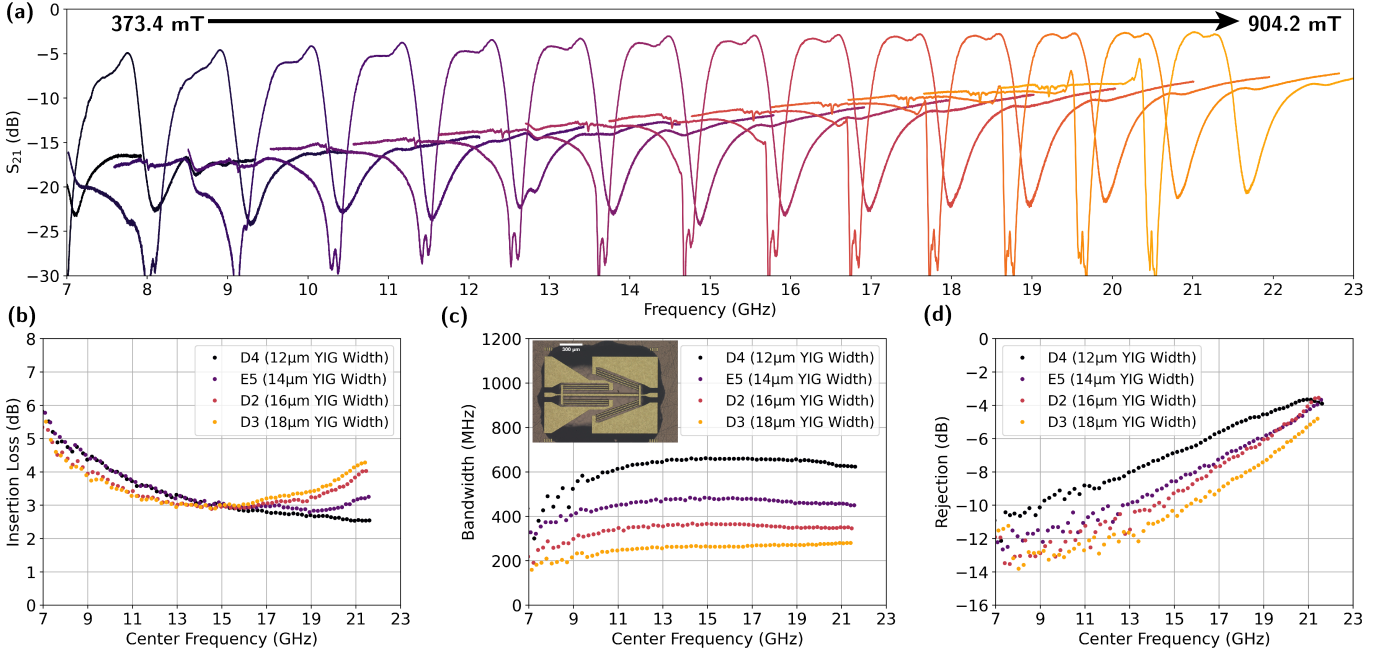 (a)
373.4 mT
904.2 mT
S₂₁ (dB)
0
−5
−10
−15
−20
−25
−30
7 8 9 10 11 12 13 14 15 16 17 18 19 20 21 22 23
Frequency (GHz)
(b)
Insertion Loss (dB)
8
7
6
5
4
3
2
1
0
D4 (12μm YIG Width)
E5 (14μm YIG Width)
D2 (16μm YIG Width)
D3 (18μm YIG Width)
7 9 11 13 15 17 19 21 23
Center Frequency (GHz)
(c)
Bandwidth (MHz)
1200
1000
800
600
400
200
0
300 μm
D4 (12μm YIG Width)
E5 (14μm YIG Width)
D2 (16μm YIG Width)
D3 (18μm YIG Width)
7 9 11 13 15 17 19 21 23
Center Frequency (GHz)
(d)
Rejection (dB)
0
−2
−4
−6
−8
−10
−12
−14
−16
D4 (12μm YIG Width)
E5 (14μm YIG Width)
D2 (16μm YIG Width)
D3 (18μm YIG Width)
7 9 11 13 15 17 19 21 23
Center Frequency (GHz)